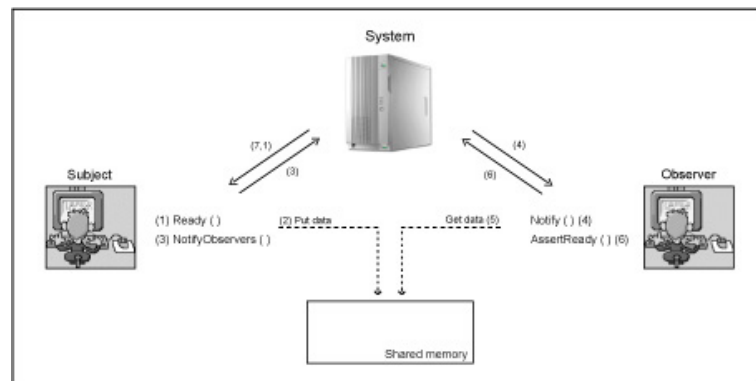 System
(7,1)
(3)
(4)
(6)
Subject
Observer
(1) Ready ( )
(3) NotifyObservers ( )
(2) Put data
Get data (5)
Notify ( ) (4)
AssertReady ( ) (6)
Shared memory